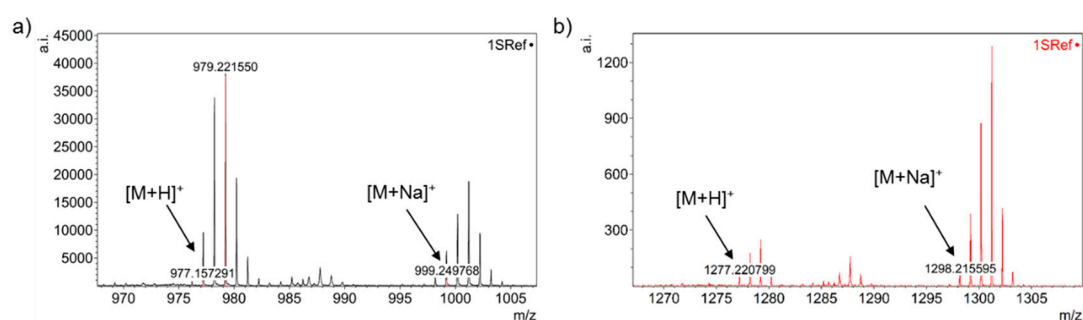 a)
a.i.
45000
40000
35000
30000
25000
20000
15000
10000
5000
1SRef •
979.221550
[M+H]⁺
977.157291
[M+Na]⁺
999.249768
970 975 980 985 990 995 1000 1005
m/z
b)
a.i.
1200
900
600
300
1SRef •
[M+H]⁺
1277.220799
[M+Na]⁺
1298.215595
1270 1275 1280 1285 1290 1295 1300 1305
m/z